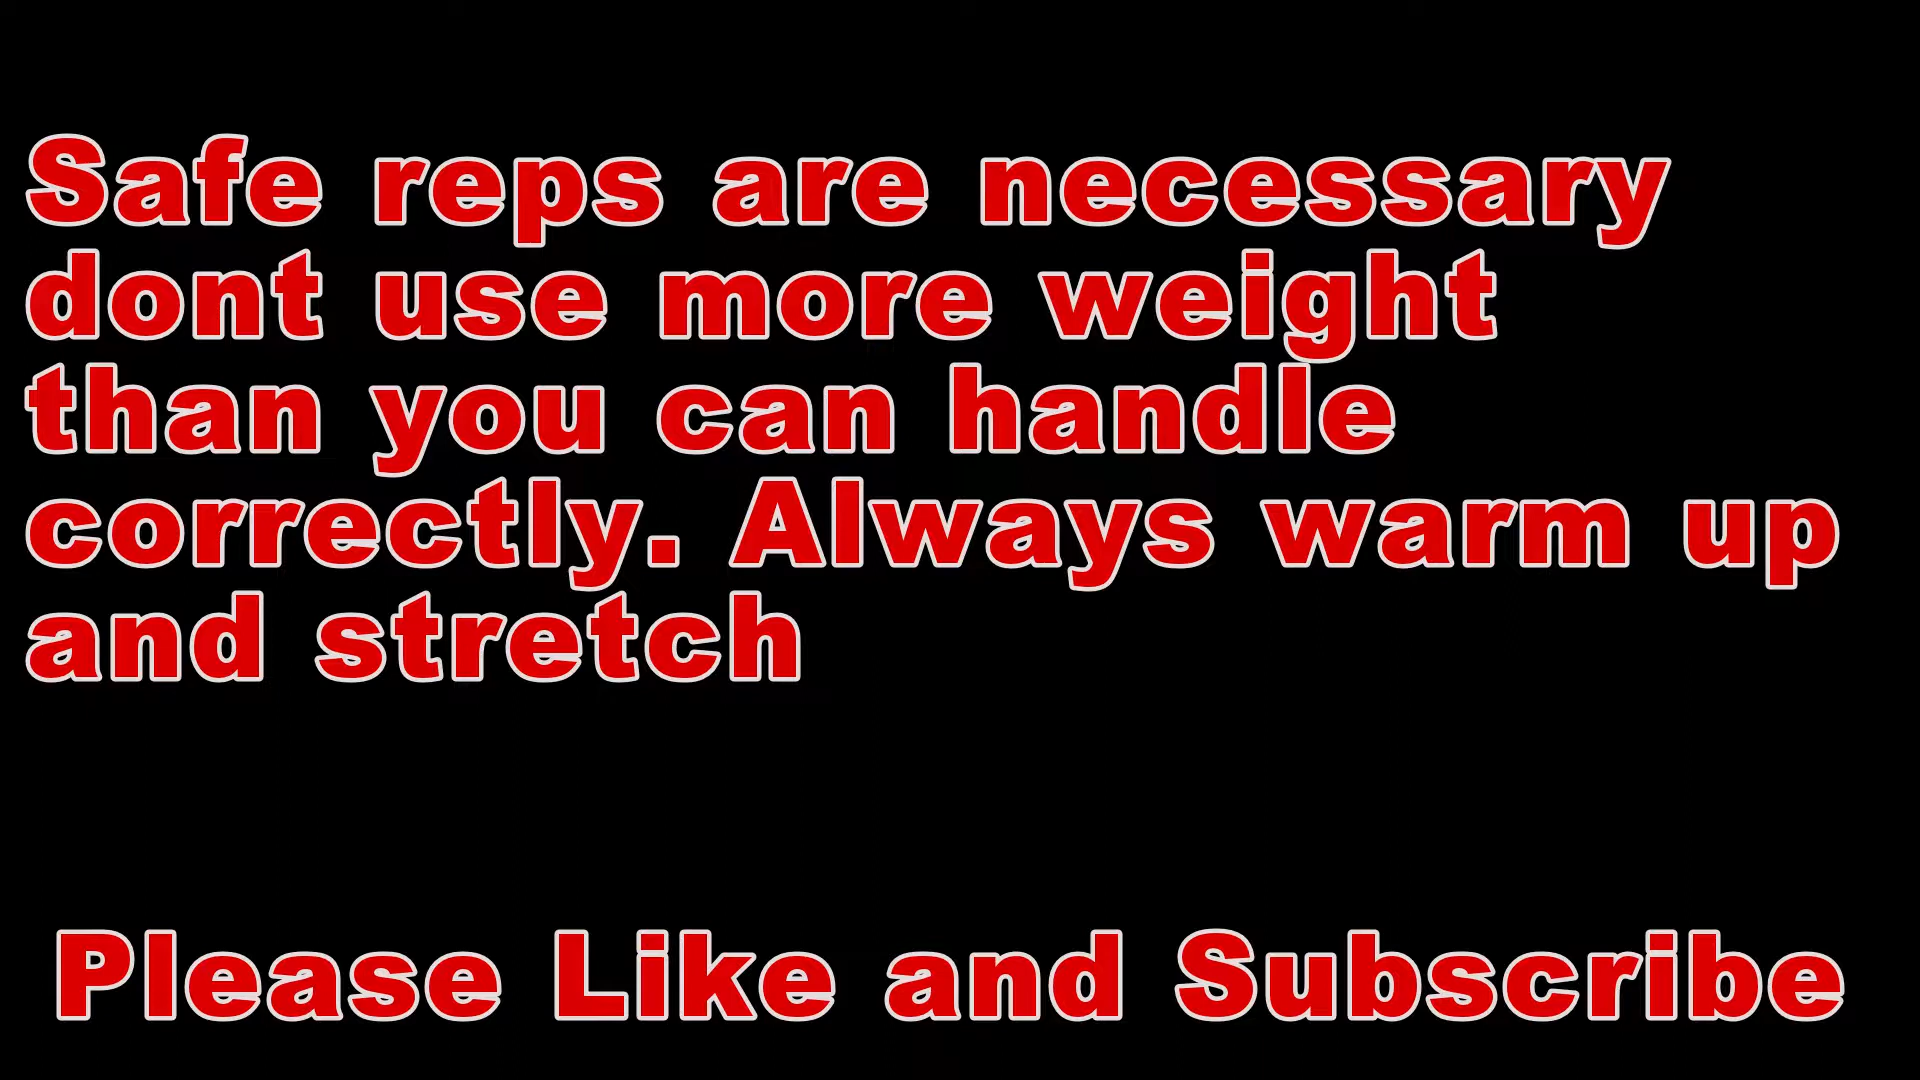 Safe reps are necessary
dont use more weight
than you can handle
correctly. Always warm up
and stretch
Please Like and Subscribe